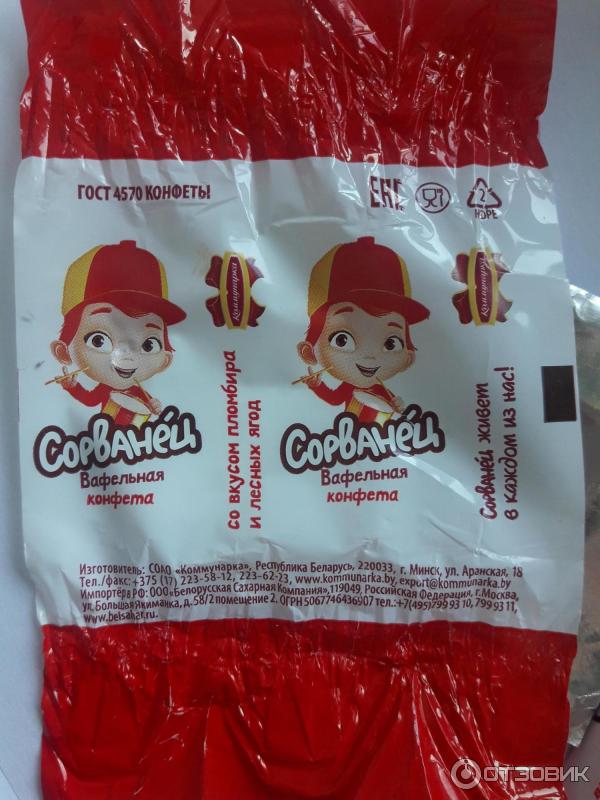 ГОСТ 4570 КОНФЕТЫ
EAC
2
HDPE
Коммунарка
Коммунарка
Сорванец
Вафельная
конфета
со вкусом пломбира
и лесных ягод
Сорванец
Вафельная
конфета
Сорванец живет
в каждом из нас!
Изготовитель: СОАО «Коммунарка», Республика Беларусь, 220033, г. Минск, ул. Аранская, 18
Тел./факс: +375 (17) 223-58-12, 223-62-23, www.kommunarka.by, export@kommunarka.by
Импортёр в РФ: ООО «Белорусская Сахарная Компания», 119049, Российская Федерация, г.Москва,
ул. Большая Якиманка, д.58/2 помещение 2. ОГРН 5067746436907 тел.:+7(495)799 93 10, 799 93 11,
www.belsahar.ru.
ОТЗОВИК